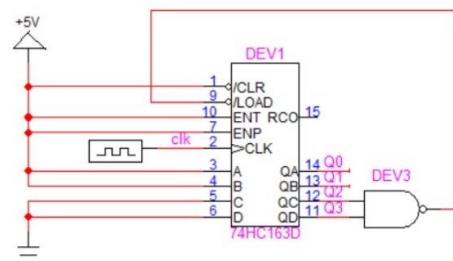 +5V
DEV1
1 /CLR
9 /LOAD
10 ENT RCO 15
7 ENP
clk 2 CLK
3 A QA 14 Q0
4 B QB 13 Q1
5 C QC 12 Q2
6 D QD 11 Q3
DEV3
74HC163D